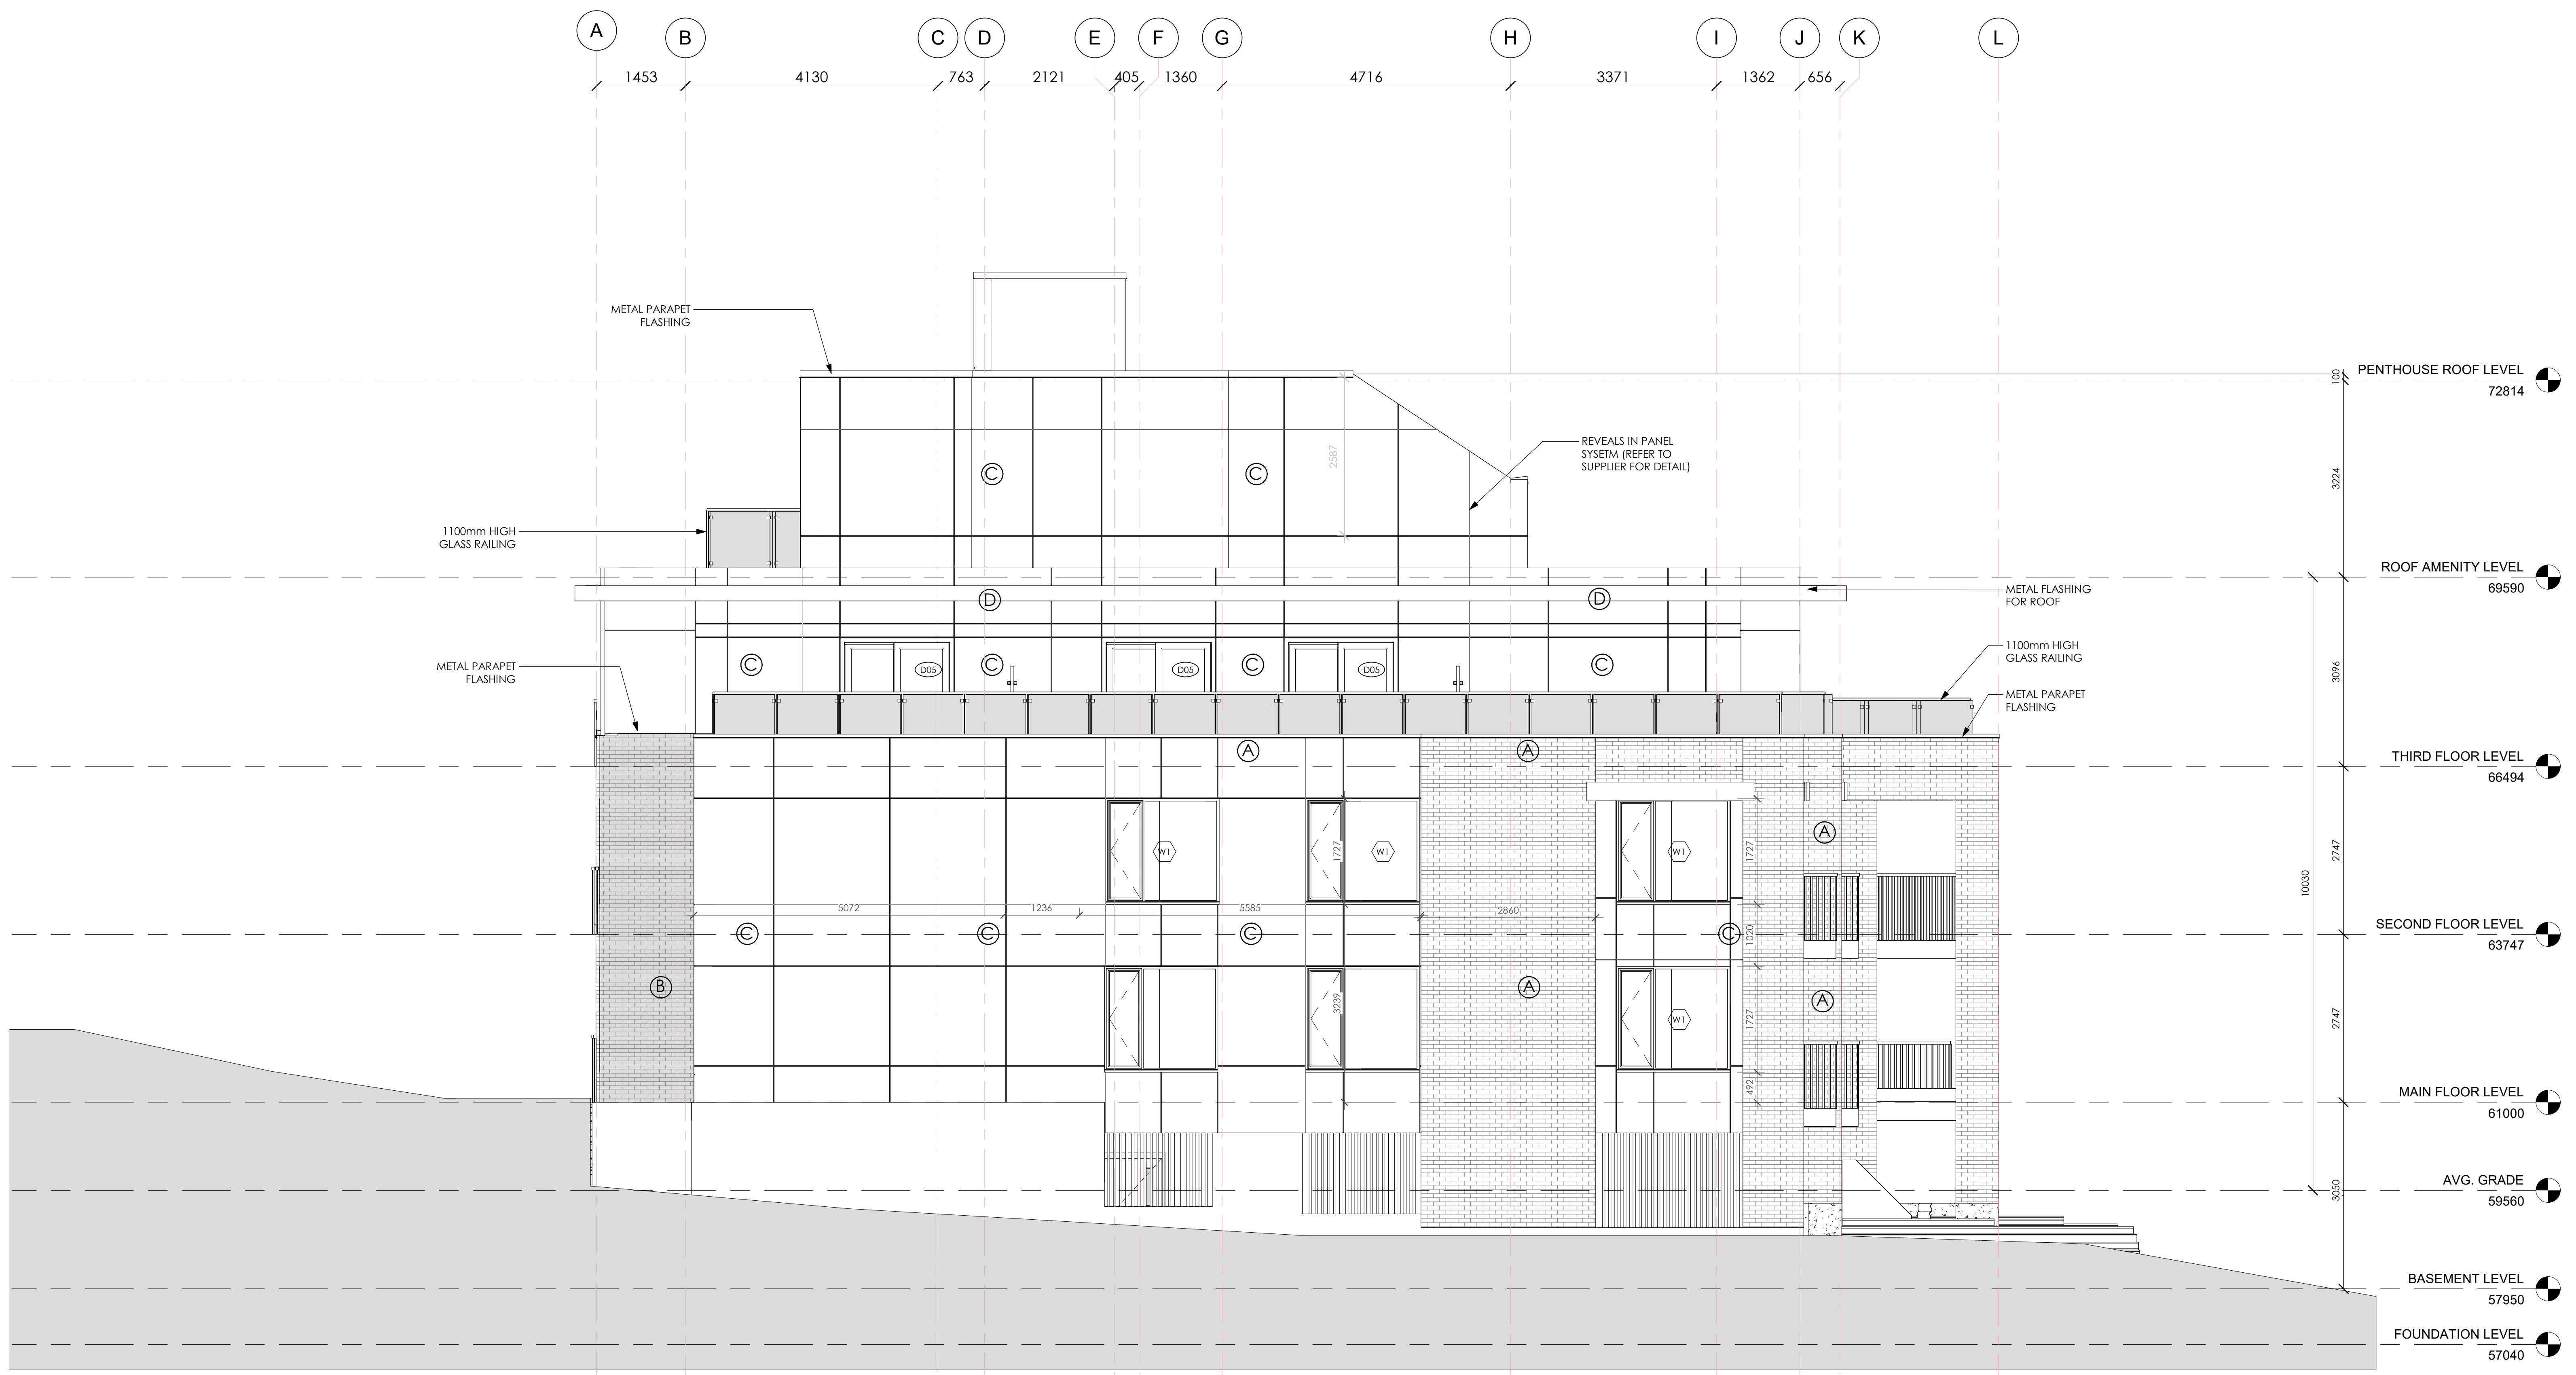 A B C D E F G H I J K L
1453 4130 763 2121 405 1360 4716 3371 1362 656
METAL PARAPET
FLASHING
100
PENTHOUSE ROOF LEVEL
72814
2587
REVEALS IN PANEL
SYSETM (REFER TO
SUPPLIER FOR DETAIL)
C C
3224
1100mm HIGH
GLASS RAILING
ROOF AMENITY LEVEL
69590
METAL FLASHING
FOR ROOF
D D
1100mm HIGH
GLASS RAILING
METAL PARAPET
FLASHING
C D05 C D05 C D05 C
3096
METAL PARAPET
FLASHING
A A
THIRD FLOOR LEVEL
66494
A
W1 1727 W1 W1 1727
2747
10030
5072 1236 5585 2860
C C C C
1020
SECOND FLOOR LEVEL
63747
B A A
3239 W1 1727
2747
492
MAIN FLOOR LEVEL
61000
AVG. GRADE
59560
3050
BASEMENT LEVEL
57950
FOUNDATION LEVEL
57040